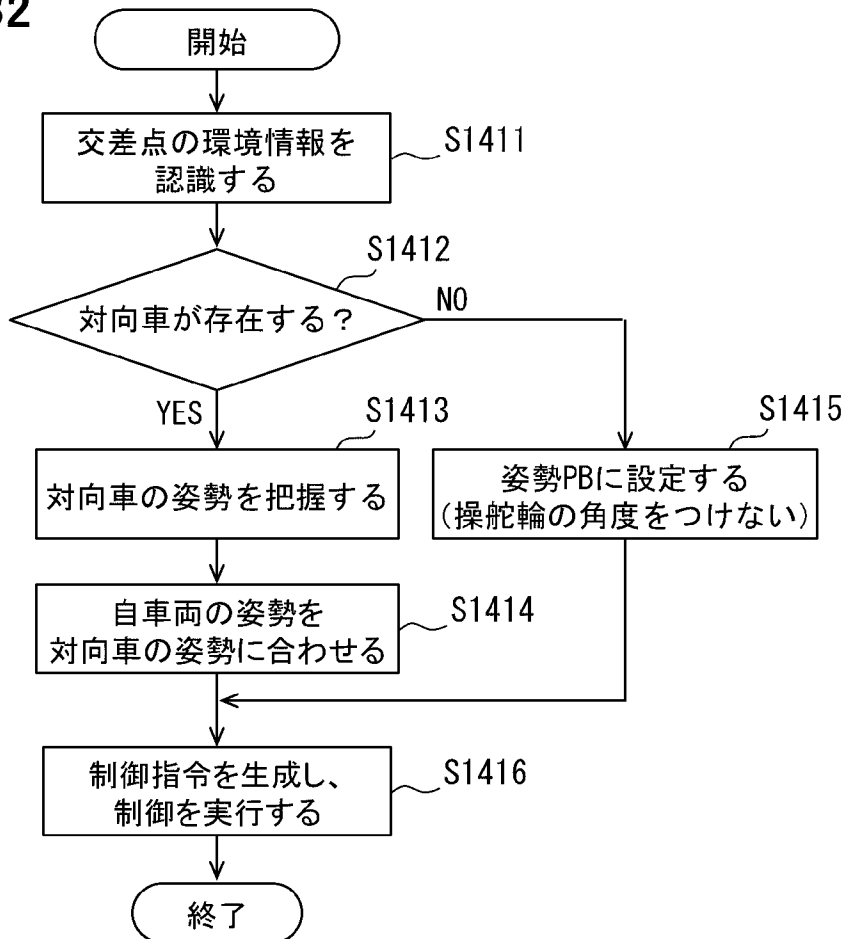 開始
交差点の環境情報を
認識する
S1411
S1412
対向車が存在する?
NO
YES
S1413
対向車の姿勢を把握する
S1415
姿勢PBに設定する
(操舵輪の角度をつけない)
自車両の姿勢を
対向車の姿勢に合わせる
S1414
制御指令を生成し、
制御を実行する
S1416
終了